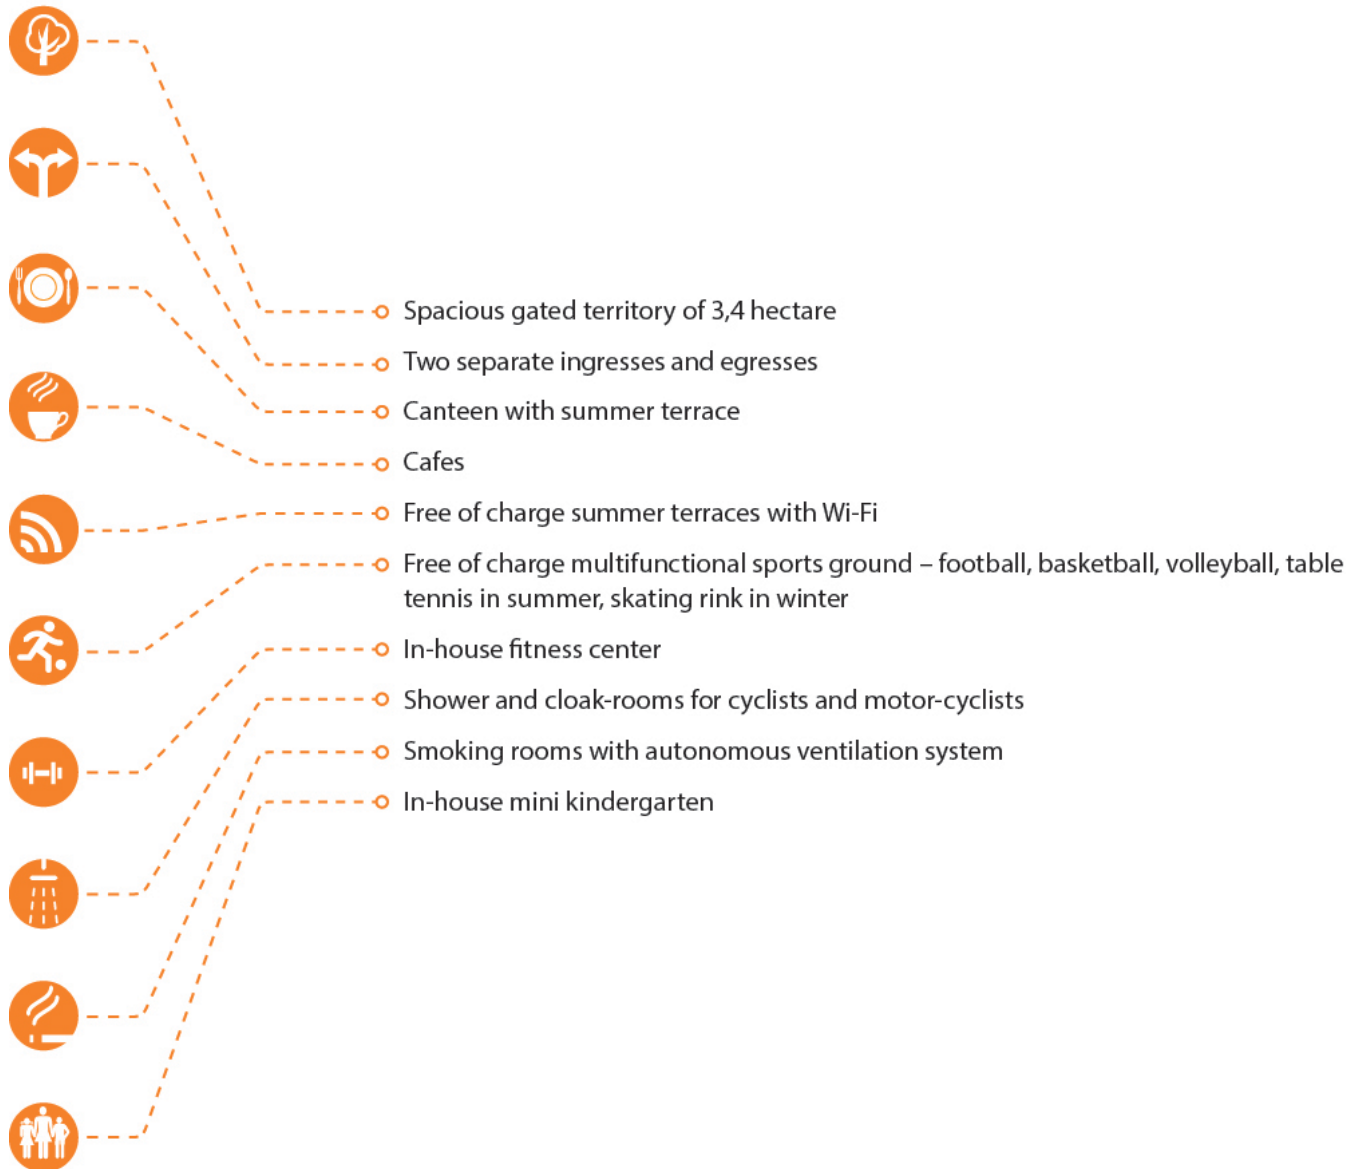 Spacious gated territory of 3,4 hectare
Two separate ingresses and egresses
Canteen with summer terrace
Cafes
Free of charge summer terraces with Wi-Fi
Free of charge multifunctional sports ground – football, basketball, volleyball, table
tennis in summer, skating rink in winter
In-house fitness center
Shower and cloak-rooms for cyclists and motor-cyclists
Smoking rooms with autonomous ventilation system
In-house mini kindergarten